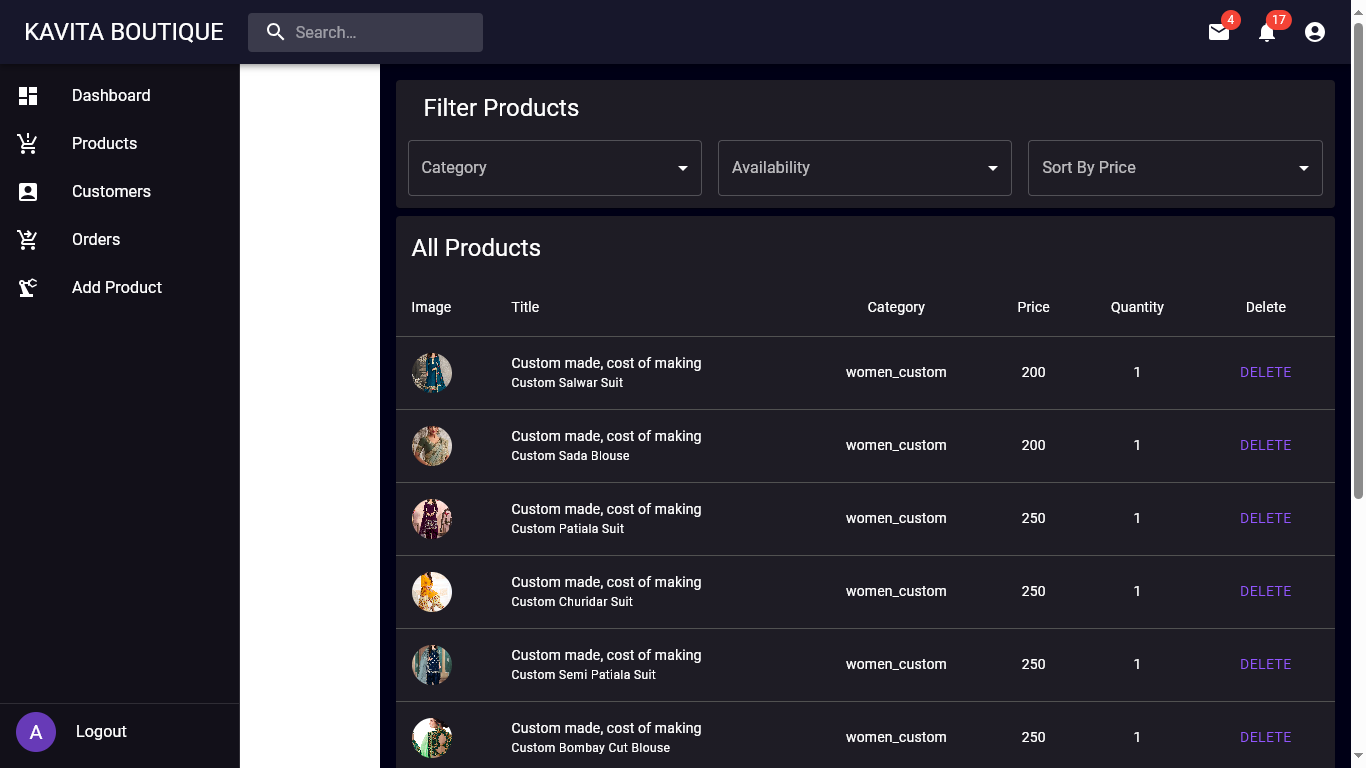 KAVITA BOUTIQUE
Search…
4
17
Dashboard
Products
Customers
Orders
Add Product
A
Logout
Filter Products
Category
Availability
Sort By Price
All Products
Image Title Category Price Quantity Delete
Custom made, cost of making
Custom Salwar Suit
women_custom 200 1 DELETE
Custom made, cost of making
Custom Sada Blouse
women_custom 200 1 DELETE
Custom made, cost of making
Custom Patiala Suit
women_custom 250 1 DELETE
Custom made, cost of making
Custom Churidar Suit
women_custom 250 1 DELETE
Custom made, cost of making
Custom Semi Patiala Suit
women_custom 250 1 DELETE
Custom made, cost of making
Custom Bombay Cut Blouse
women_custom 250 1 DELETE